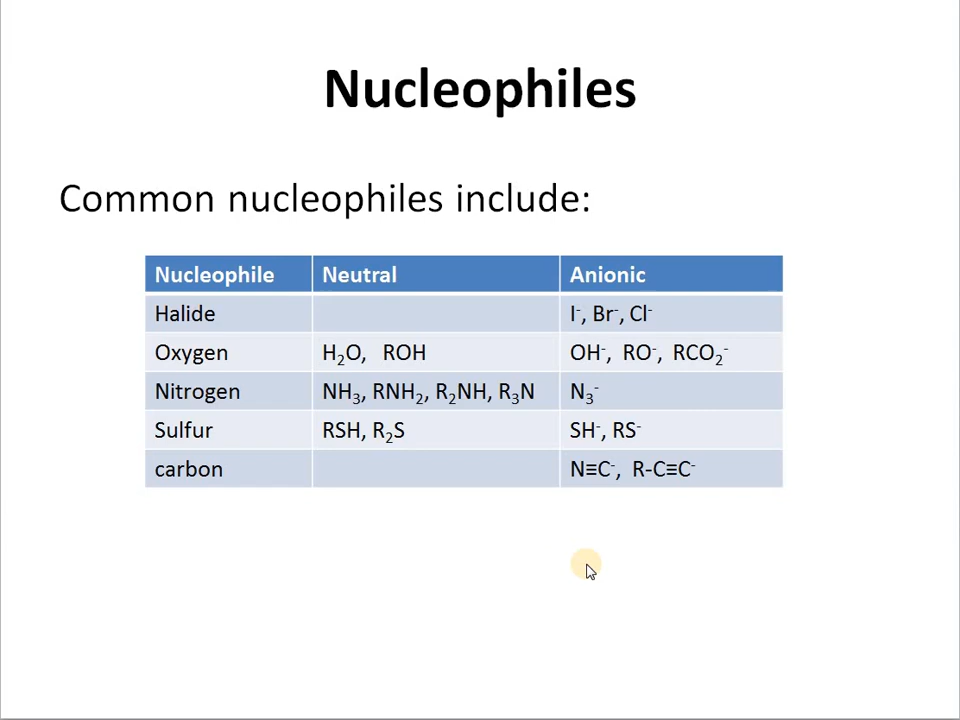 Nucleophiles
Common nucleophiles include:
Nucleophile Neutral Anionic
Halide I⁻, Br⁻, Cl⁻
Oxygen H₂O, ROH OH⁻, RO⁻, RCO₂⁻
Nitrogen NH₃, RNH₂, R₂NH, R₃N N₃⁻
Sulfur RSH, R₂S SH⁻, RS⁻
carbon N≡C⁻, R-C≡C⁻